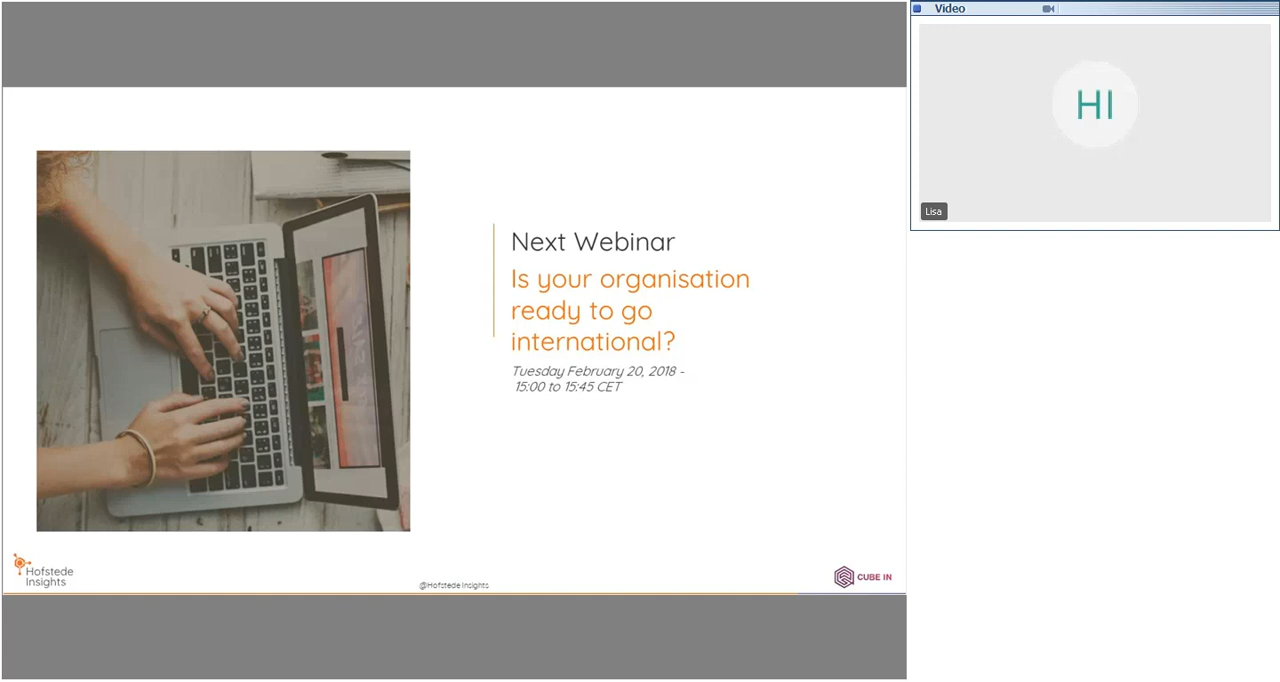 Video
HI
Lisa
Next Webinar
Is your organisation
ready to go
international?
Tuesday February 20, 2018 -
15:00 to 15:45 CET
Hofstede
Insights
@Hofstede Insights
CUBE IN